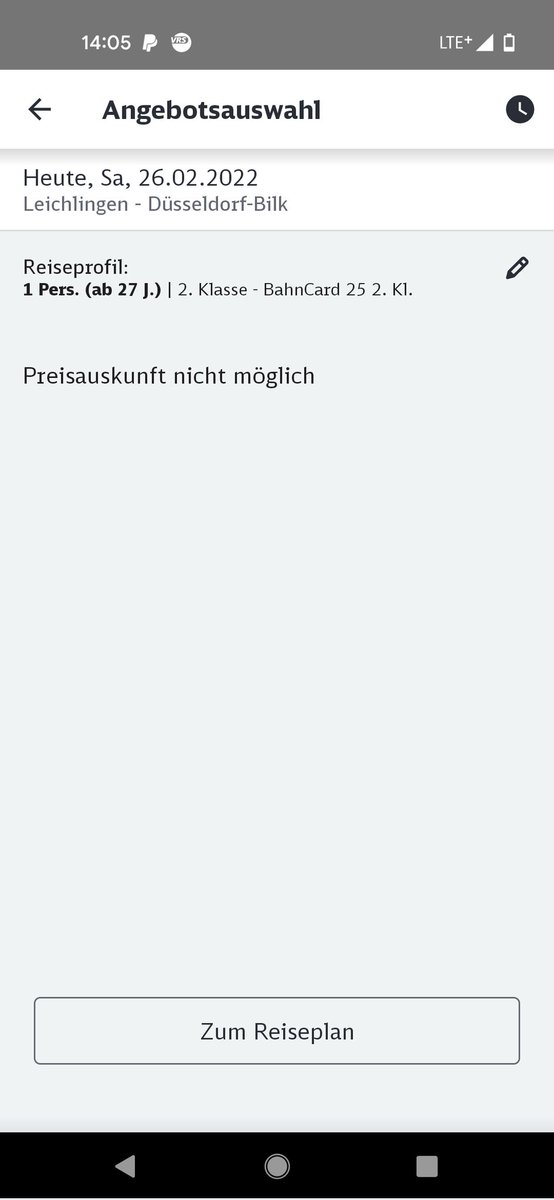 14:05 VRS LTE+
Angebotsauswahl
Heute, Sa, 26.02.2022
Leichlingen - Düsseldorf-Bilk
Reiseprofil:
1 Pers. (ab 27 J.) | 2. Klasse - BahnCard 25 2. Kl.
Preisauskunft nicht möglich
Zum Reiseplan